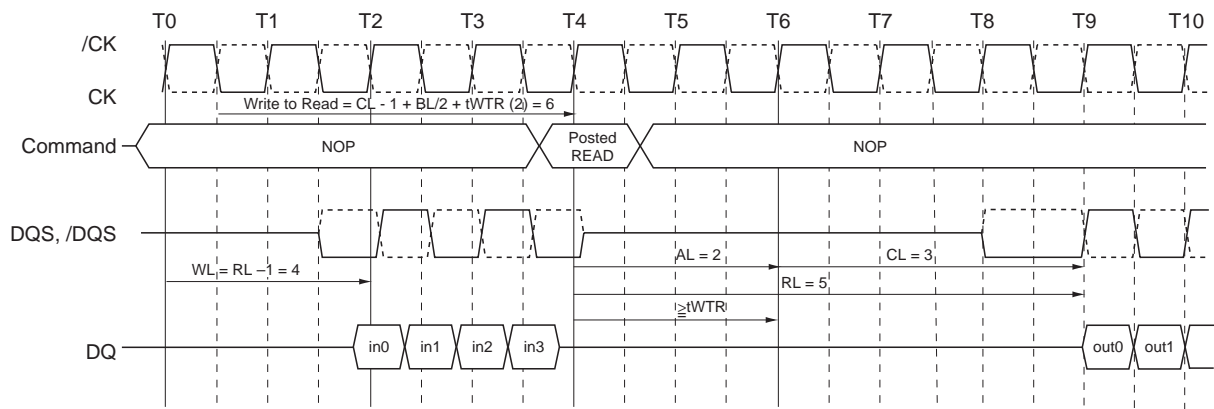 T0 T1 T2 T3 T4 T5 T6 T7 T8 T9 T10
/CK
CK
Write to Read = CL - 1 + BL/2 + tWTR (2) = 6
Command
NOP
Posted
READ
NOP
DQS, /DQS
AL = 2
CL = 3
WL = RL –1 = 4
RL = 5
≧tWTR
DQ
in0 in1 in2 in3
out0 out1